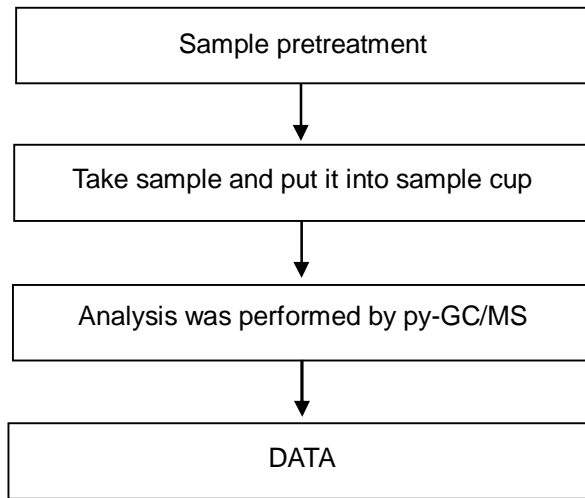 Sample pretreatment
Take sample and put it into sample cup
Analysis was performed by py-GC/MS
DATA